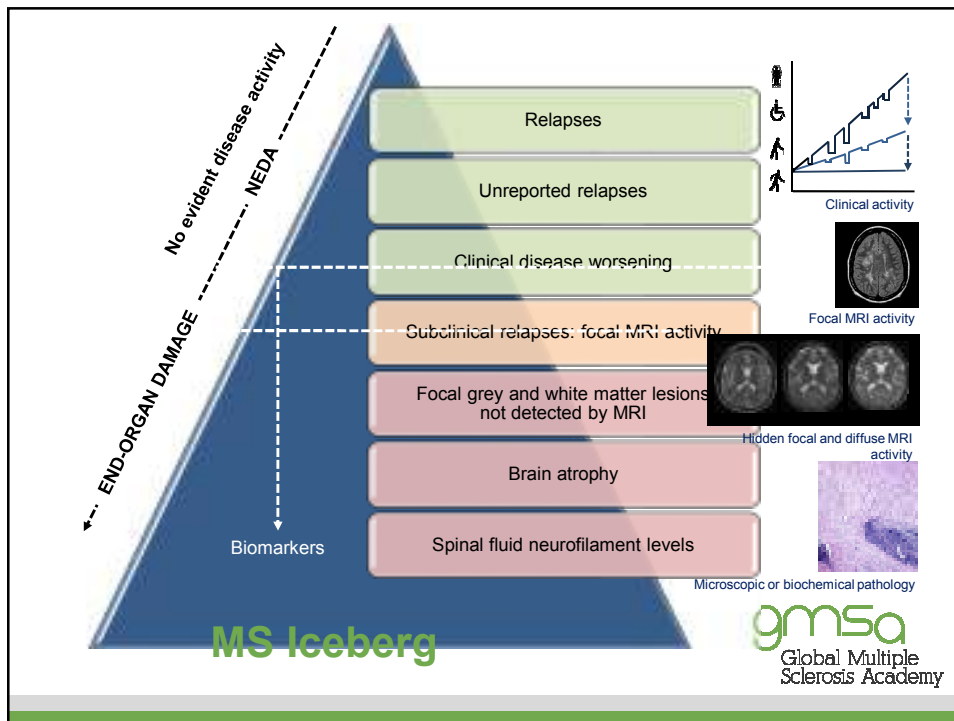 No evident disease activity
NEDA
END-ORGAN DAMAGE
Relapses
Unreported relapses
Clinical disease worsening
Subclinical relapses: focal MRI activity
Focal grey and white matter lesions
not detected by MRI
Brain atrophy
Spinal fluid neurofilament levels
Biomarkers
Clinical activity
Focal MRI activity
Hidden focal and diffuse MRI
activity
Microscopic or biochemical pathology
MS Iceberg
gmsa
Global Multiple
Sclerosis Academy